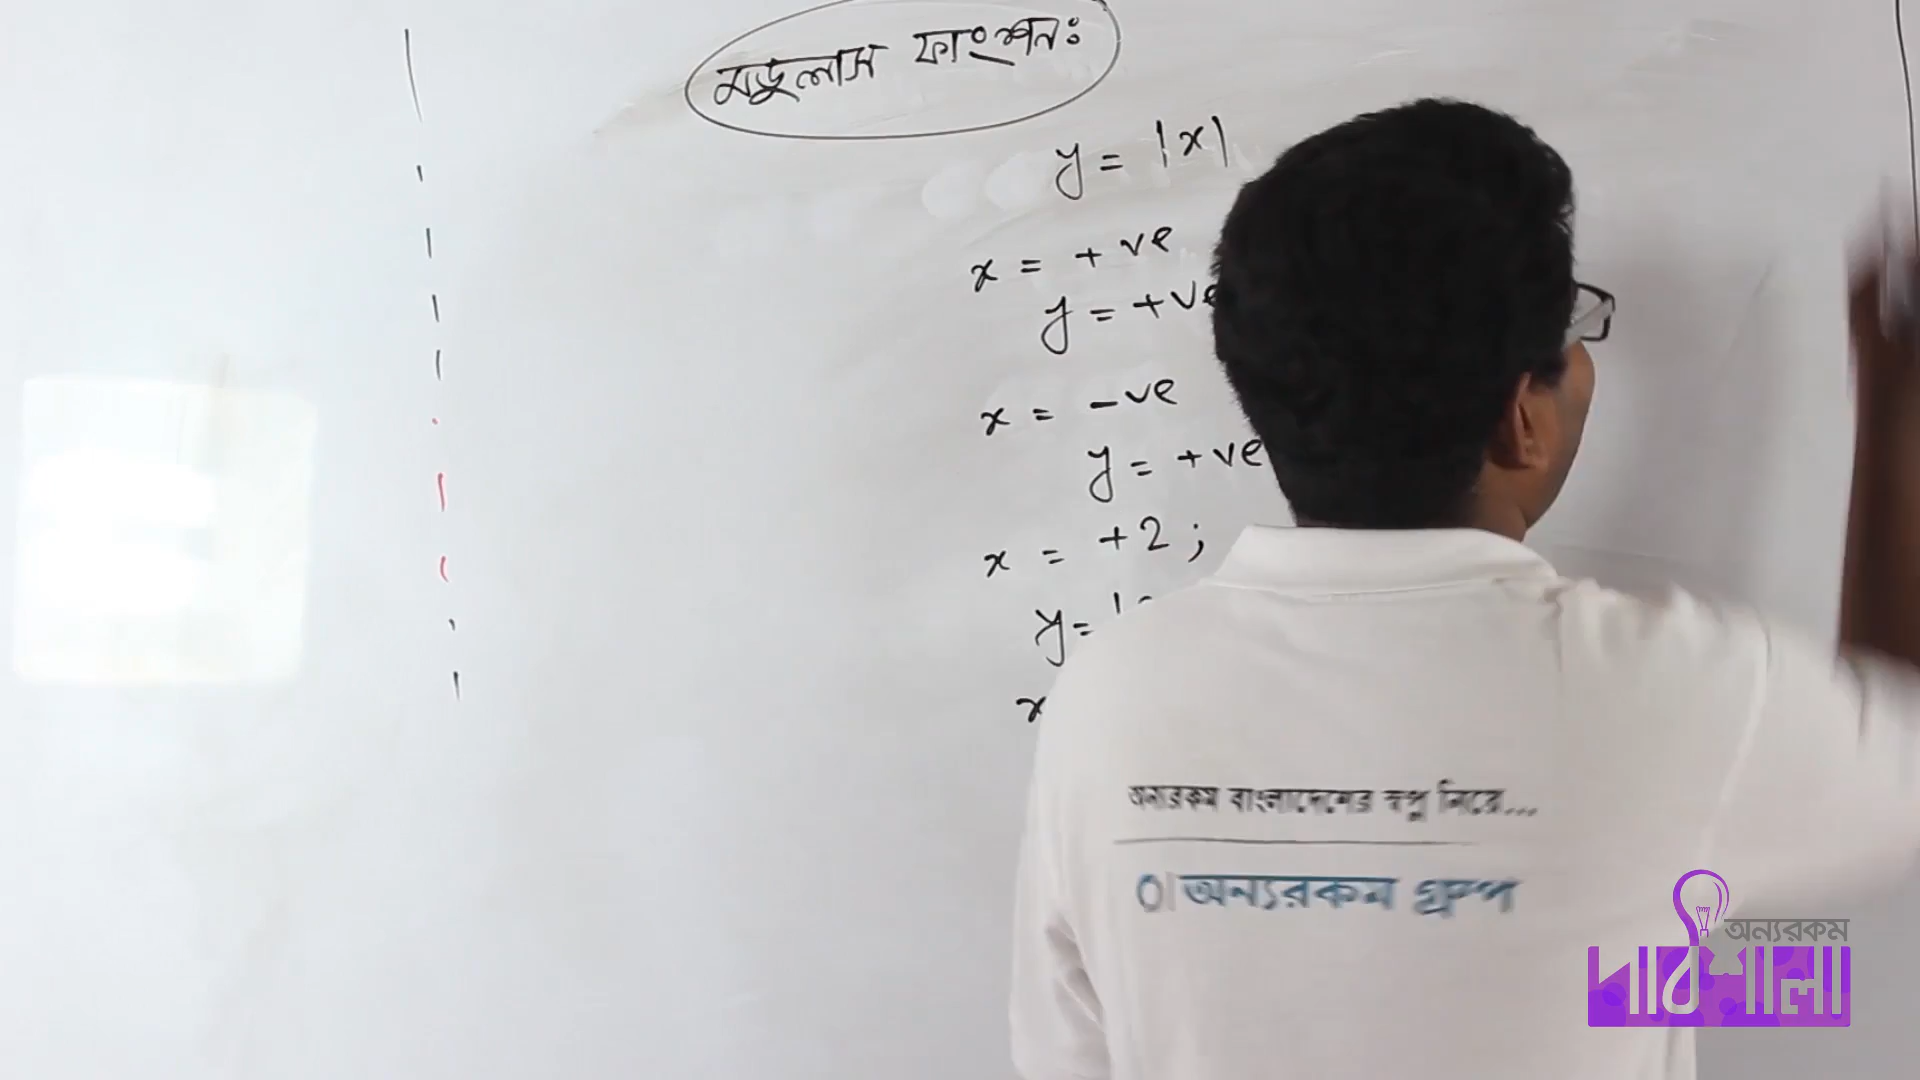 মডুলাস ফাংশনঃ
y = |x|
x = +ve
y = +ve
x = -ve
y = +ve
x = +2 ;
y =
x
অন্যরকম বাংলাদেশের স্বপ্ন নিয়ে...
অন্যরকম গ্রুপ
অন্যরকম
পাঠশালা